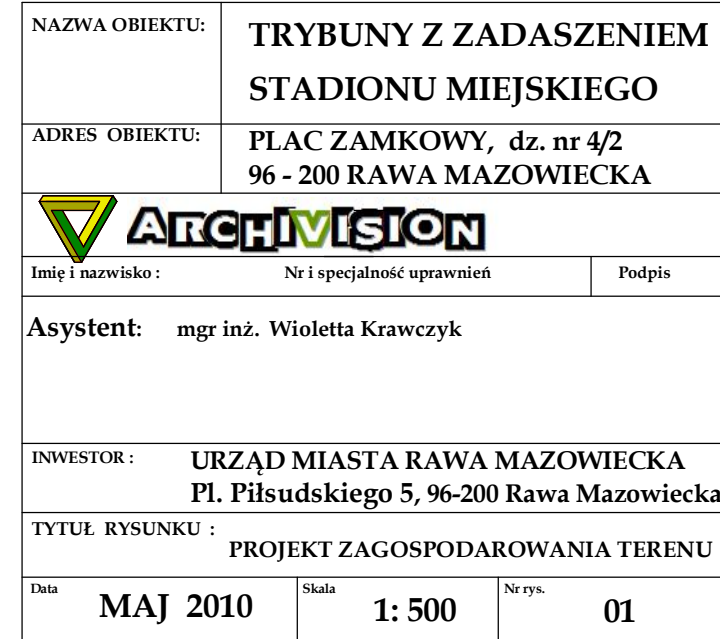 NAZWA OBIEKTU:
TRYBUNY Z ZADASZENIEM
STADIONU MIEJSKIEGO
ADRES OBIEKTU:
PLAC ZAMKOWY, dz. nr 4/2
96 - 200 RAWA MAZOWIECKA
ARCHIVISION
Imię i nazwisko : Nr i specjalność uprawnień Podpis
Asystent: mgr inż. Wioletta Krawczyk
INWESTOR :
URZĄD MIASTA RAWA MAZOWIECKA
Pl. Piłsudskiego 5, 96-200 Rawa Mazowiecka
TYTUŁ RYSUNKU :
PROJEKT ZAGOSPODAROWANIA TERENU
Data Skala Nr rys.
MAJ 2010 1: 500 01